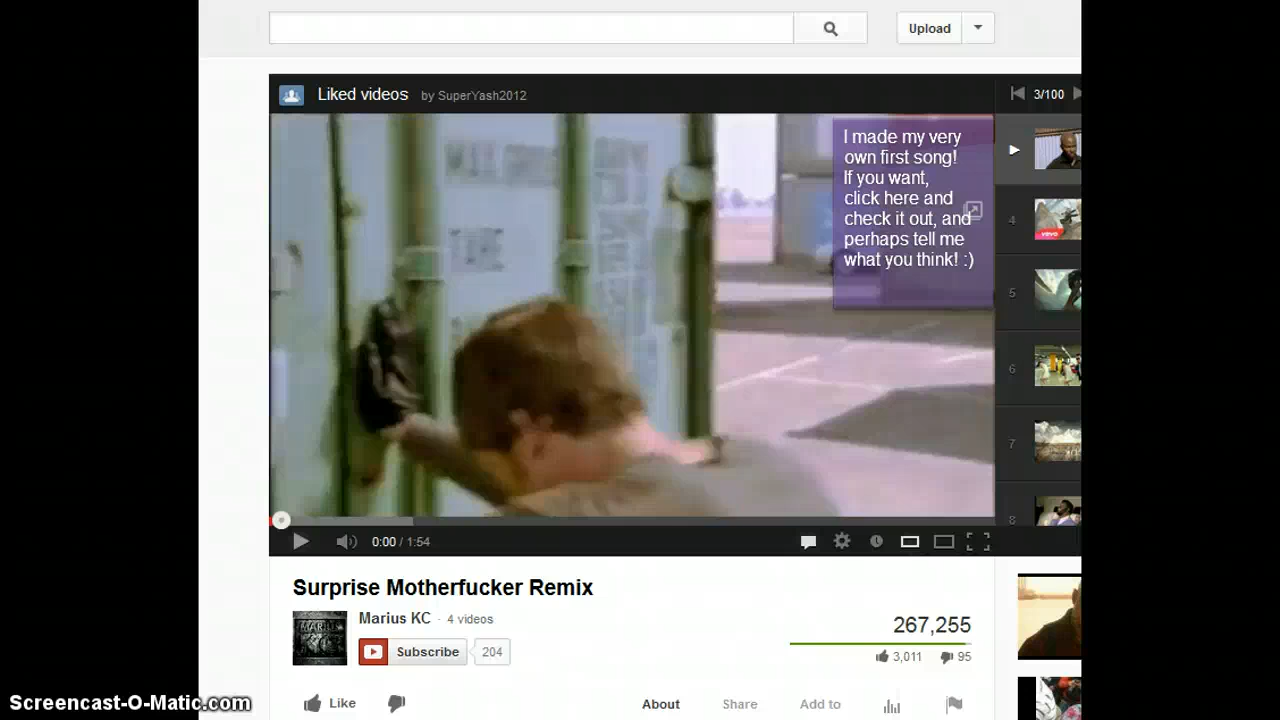 Upload
Liked videos by SuperYash2012
3/100
I made my very
own first song!
If you want,
click here and
check it out, and
perhaps tell me
what you think! :)
4
vevo
5
6
7
8
0:00 / 1:54
Surprise Motherfucker Remix
Marius KC · 4 videos
267,255
Subscribe 204
3,011 95
Like
About Share Add to
Screencast-O-Matic.com